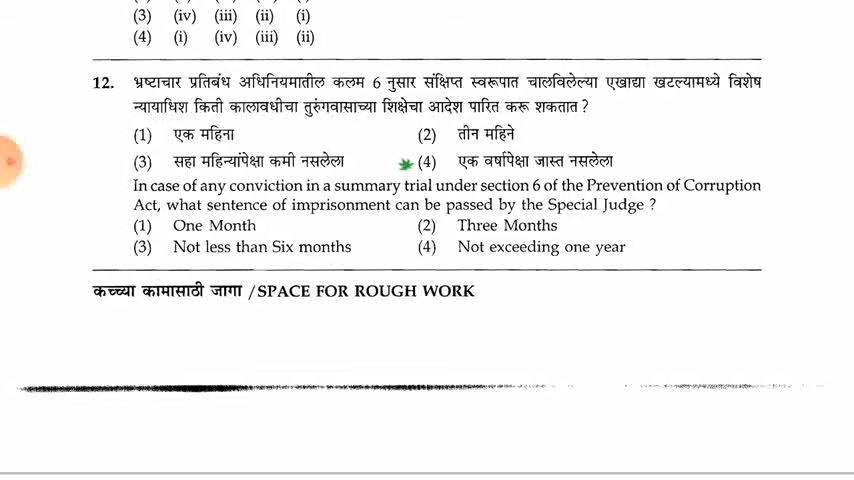 (3) (iv) (iii) (ii) (i)
(4) (i) (iv) (iii) (ii)
12. भ्रष्टाचार प्रतिबंध अधिनियमातील कलम 6 नुसार संक्षिप्त स्वरूपात चालविलेल्या एखाद्या खटल्यामध्ये विशेष
न्यायाधिश किती कालावधीचा तुरुंगवासाच्या शिक्षेचा आदेश पारित करू शकतात ?
(1) एक महिना (2) तीन महिने
(3) सहा महिन्यांपेक्षा कमी नसलेला (4) एक वर्षापेक्षा जास्त नसलेला
In case of any conviction in a summary trial under section 6 of the Prevention of Corruption
Act, what sentence of imprisonment can be passed by the Special Judge ?
(1) One Month (2) Three Months
(3) Not less than Six months (4) Not exceeding one year
कच्च्या कामासाठी जागा /SPACE FOR ROUGH WORK